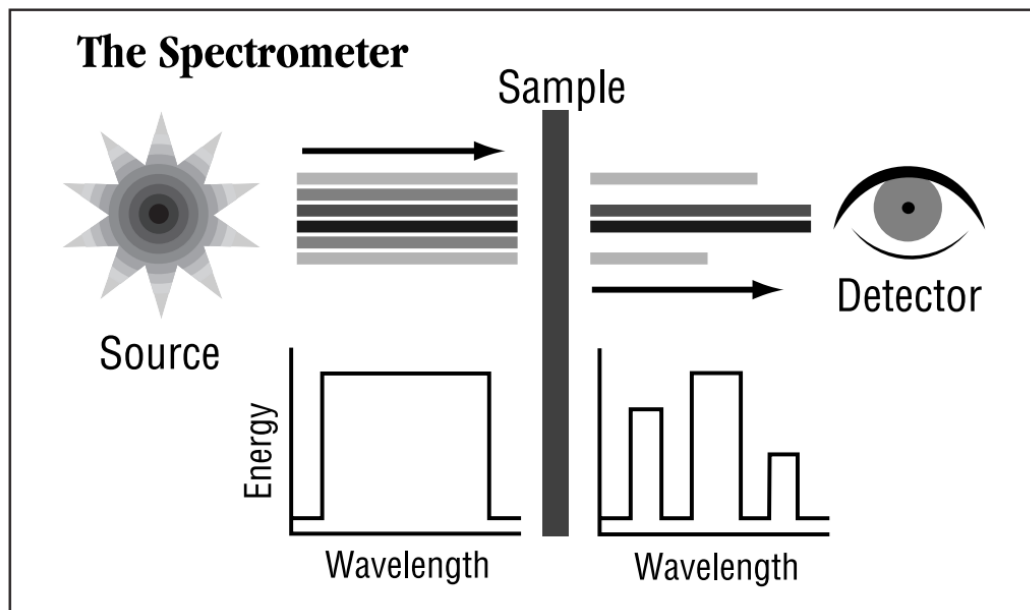 The Spectrometer
Sample
Source
Detector
Energy
Wavelength
Wavelength